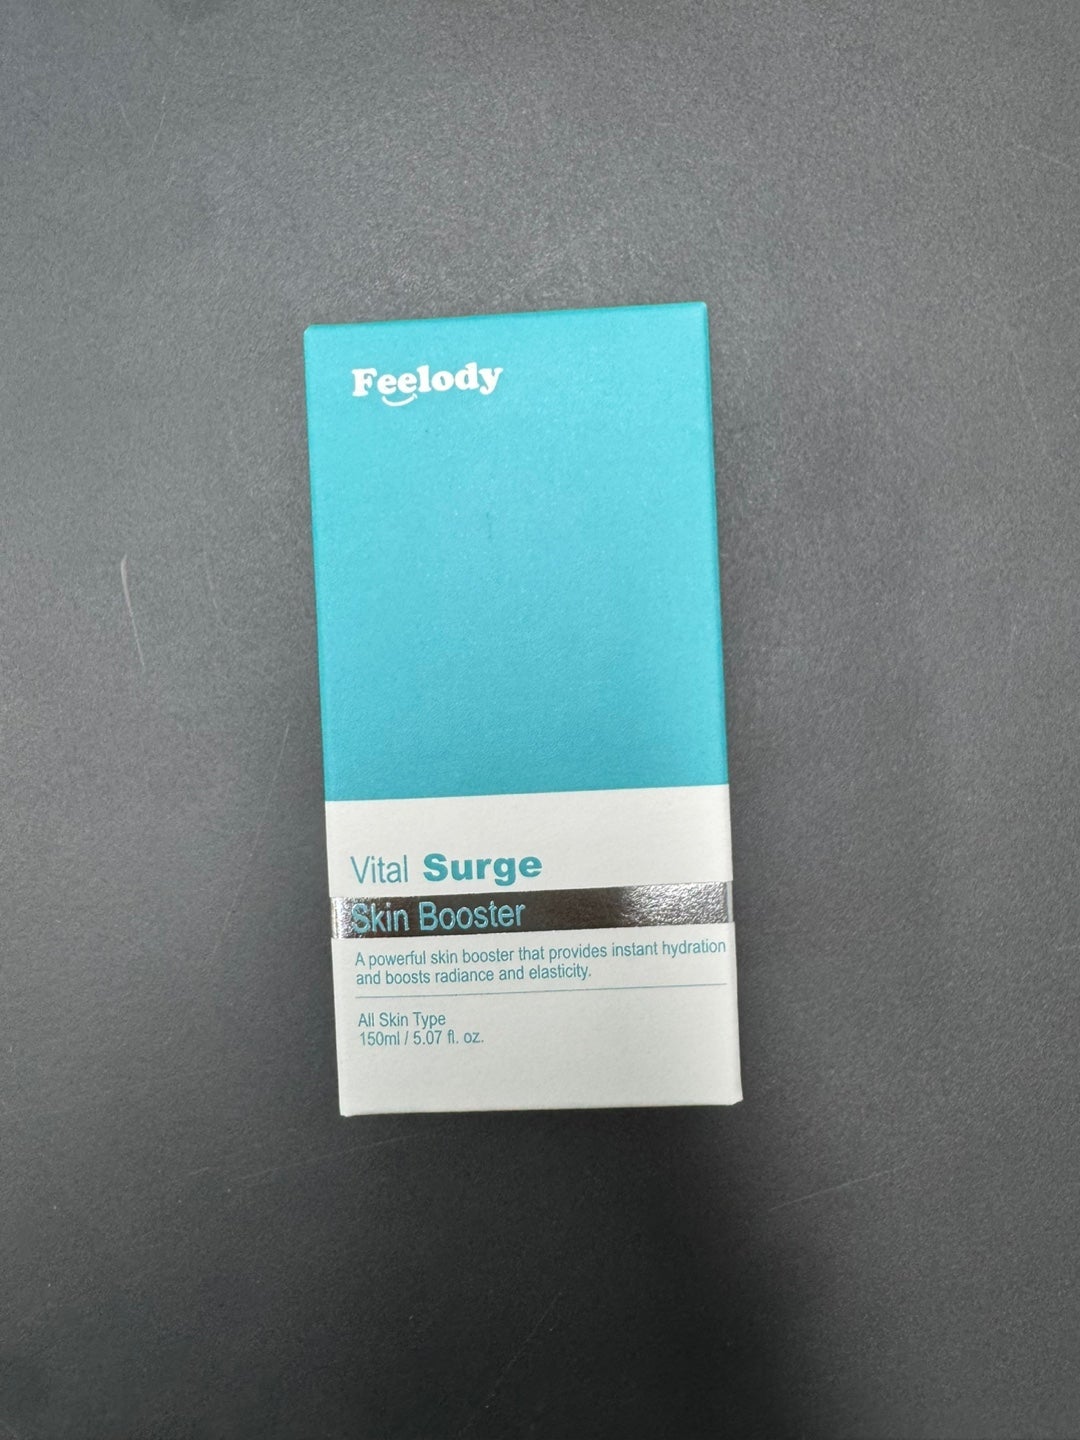 Feelody
Vital Surge
Skin Booster
A powerful skin booster that provides instant hydration
and boosts radiance and elasticity.
All Skin Type
150ml / 5.07 fl. oz.